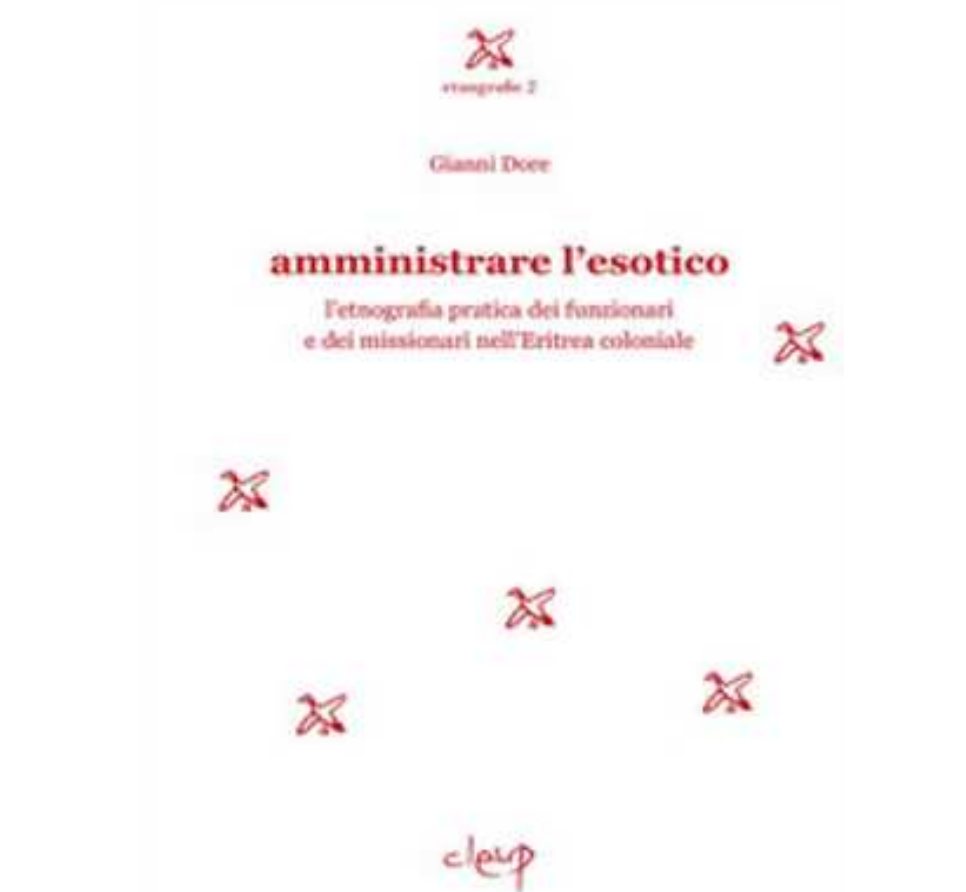 etnografie 2
Gianni Dore
amministrare l'esotico
l'etnografia pratica dei funzionari
e dei missionari nell'Eritrea coloniale
cleup